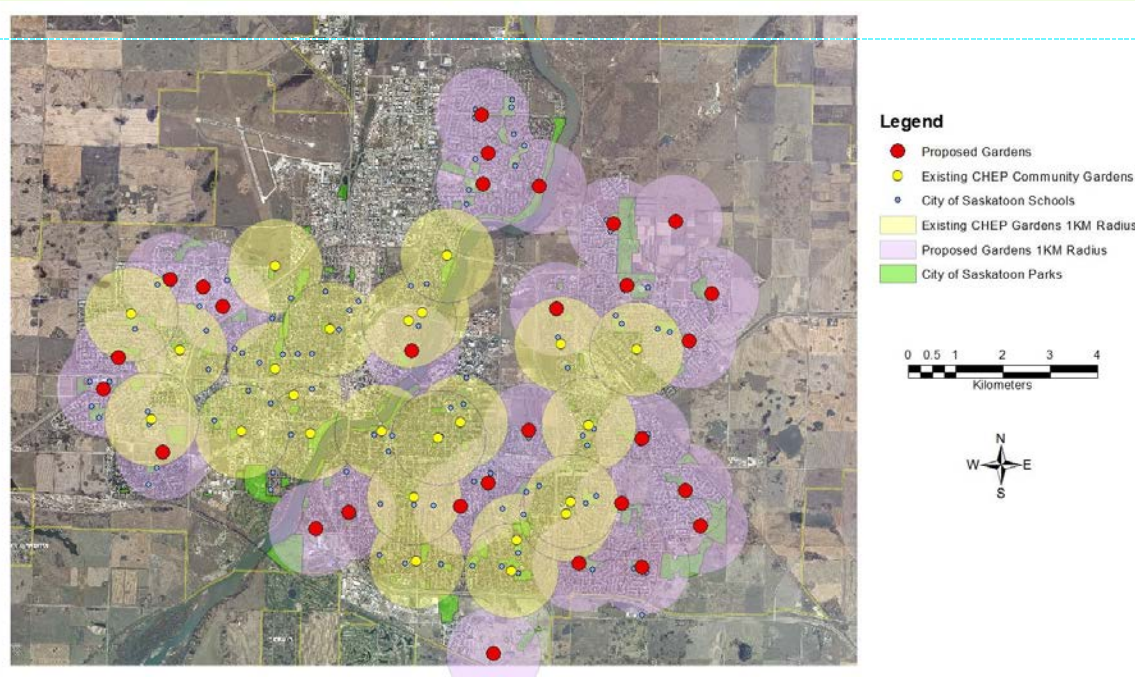 Legend
Proposed Gardens
Existing CHEP Community Gardens
City of Saskatoon Schools
Existing CHEP Gardens 1KM Radius
Proposed Gardens 1KM Radius
City of Saskatoon Parks
0 0.5 1 2 3 4
Kilometers
N
W E
S